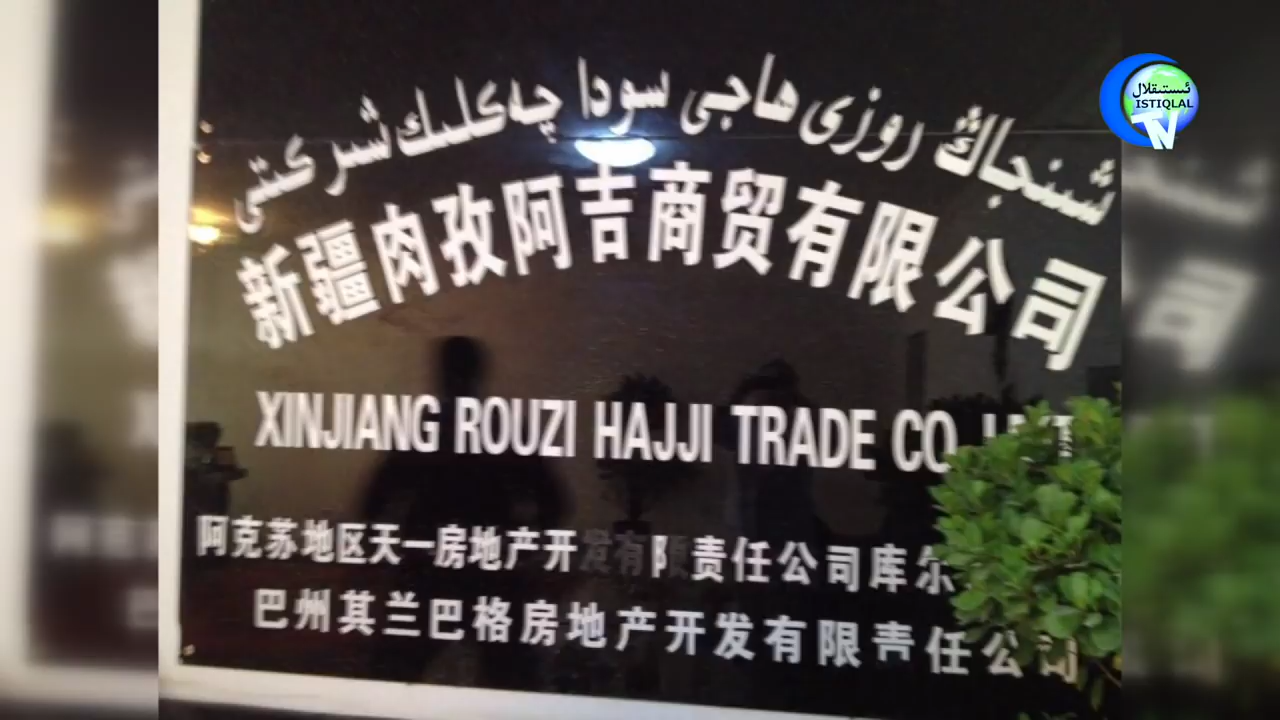 شىنجاڭ روزى ھاجى سودا چەكلىك شىركىتى
新疆肉孜阿吉商贸有限公司
XINJIANG ROUZI HAJJI TRADE CO
阿克苏地区天一房地产开发有限责任公司库尔
巴州其兰巴格房地产开发有限责任公司
ئىستىقلال
ISTIQLAL
TV